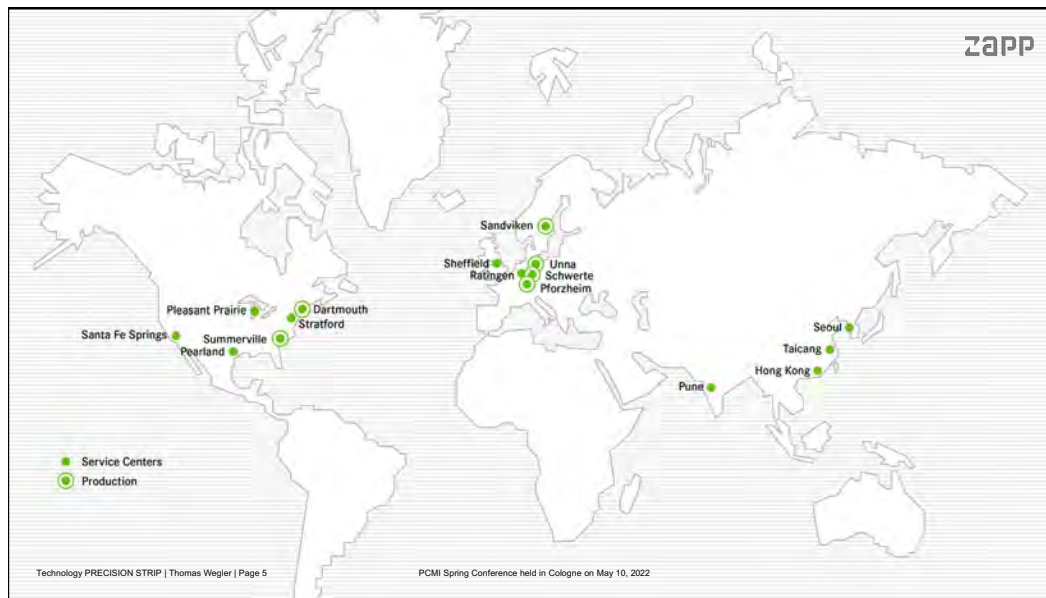 zapp
Sandviken
Sheffield
Unna
Ratingen
Schwerte
Pforzheim
Pleasant Prairie
Dartmouth
Stratford
Santa Fe Springs
Summerville
Pearland
Seoul
Taicang
Hong Kong
Pune
Service Centers
Production
Technology PRECISION STRIP | Thomas Wegler | Page 5
PCMI Spring Conference held in Cologne on May 10, 2022